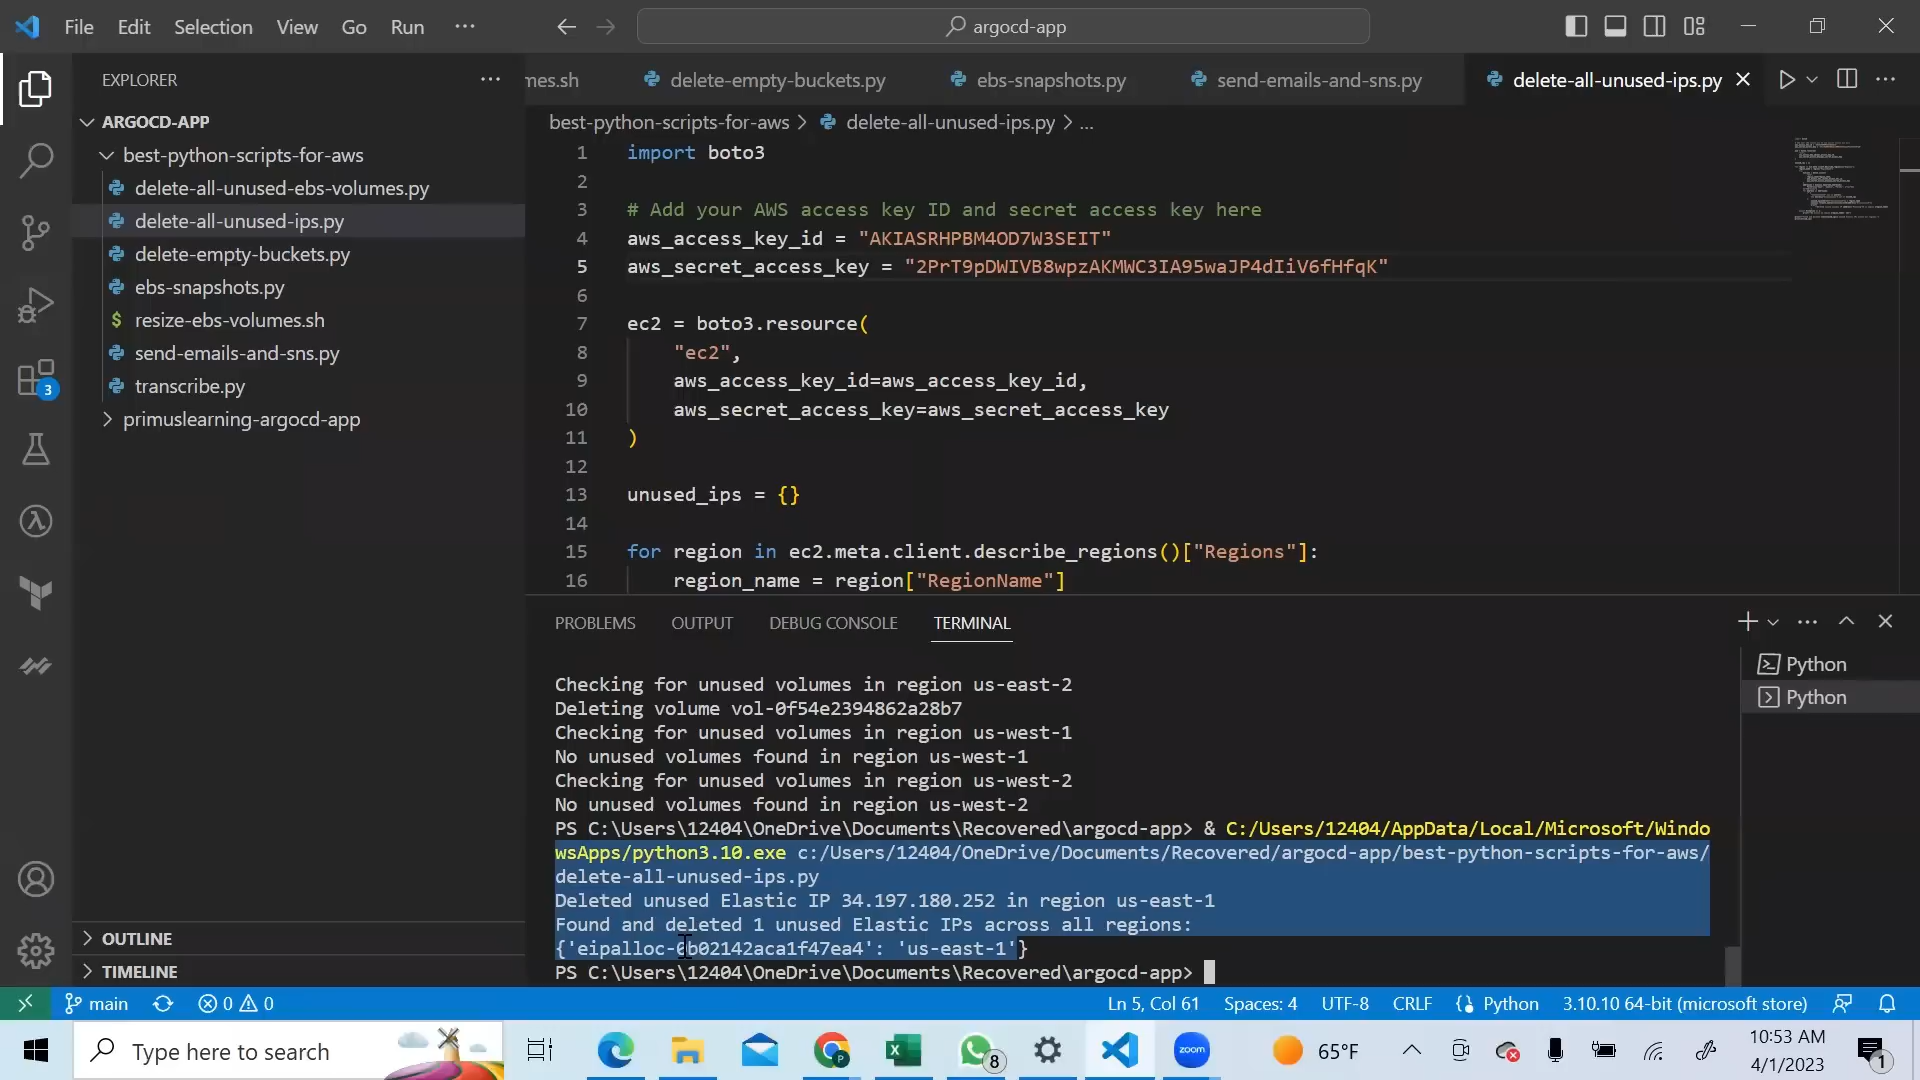 File Edit Selection View Go Run ...
argocd-app
EXPLORER
mes.sh delete-empty-buckets.py ebs-snapshots.py send-emails-and-sns.py delete-all-unused-ips.py
ARGOCD-APP
best-python-scripts-for-aws
delete-all-unused-ebs-volumes.py
delete-all-unused-ips.py
delete-empty-buckets.py
ebs-snapshots.py
resize-ebs-volumes.sh
send-emails-and-sns.py
transcribe.py
primuslearning-argocd-app
3
OUTLINE
TIMELINE
best-python-scripts-for-aws > delete-all-unused-ips.py > ...
1 import boto3
2
3 # Add your AWS access key ID and secret access key here
4 aws_access_key_id = "AKIASRHPBM4OD7W3SEIT"
5 aws_secret_access_key = "2PrT9pDWIVB8wpzAKMWC3IA95waJP4dIiV6fHfqK"
6
7 ec2 = boto3.resource(
8 "ec2",
9 aws_access_key_id=aws_access_key_id,
10 aws_secret_access_key=aws_secret_access_key
11 )
12
13 unused_ips = {}
14
15 for region in ec2.meta.client.describe_regions()["Regions"]:
16 region_name = region["RegionName"]
PROBLEMS OUTPUT DEBUG CONSOLE TERMINAL
Python
Python
Checking for unused volumes in region us-east-2
Deleting volume vol-0f54e2394862a28b7
Checking for unused volumes in region us-west-1
No unused volumes found in region us-west-1
Checking for unused volumes in region us-west-2
No unused volumes found in region us-west-2
PS C:\Users\12404\OneDrive\Documents\Recovered\argocd-app> & C:/Users/12404/AppData/Local/Microsoft/Windo
wsApps/python3.10.exe c:/Users/12404/OneDrive/Documents/Recovered/argocd-app/best-python-scripts-for-aws/
delete-all-unused-ips.py
Deleted unused Elastic IP 34.197.180.252 in region us-east-1
Found and deleted 1 unused Elastic IPs across all regions:
{'eipalloc-0b02142aca1f47ea4': 'us-east-1'}
PS C:\Users\12404\OneDrive\Documents\Recovered\argocd-app>
main 0 0 Ln 5, Col 61 Spaces: 4 UTF-8 CRLF Python 3.10.10 64-bit (microsoft store)
Type here to search
8
zoom
65°F
10:53 AM
4/1/2023
1